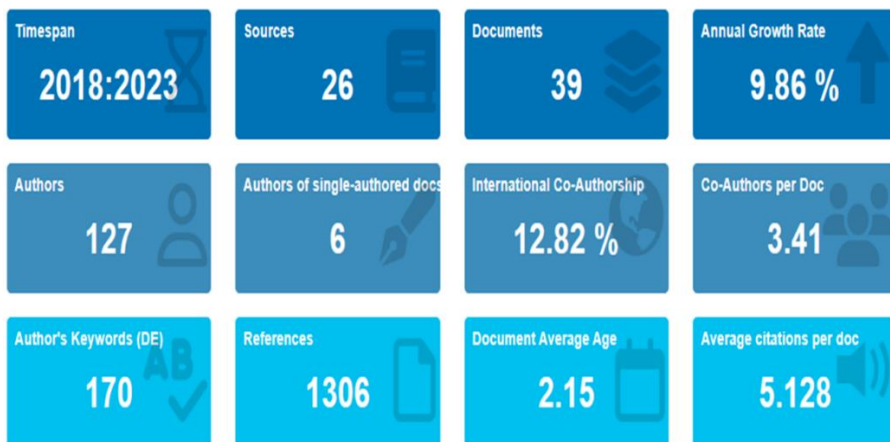 Timespan
2018:2023
Sources
26
Documents
39
Annual Growth Rate
9.86 %
Authors
127
Authors of single-authored docs
6
International Co-Authorship
12.82 %
Co-Authors per Doc
3.41
Author's Keywords (DE)
170
AB
References
1306
Document Average Age
2.15
Average citations per doc
5.128